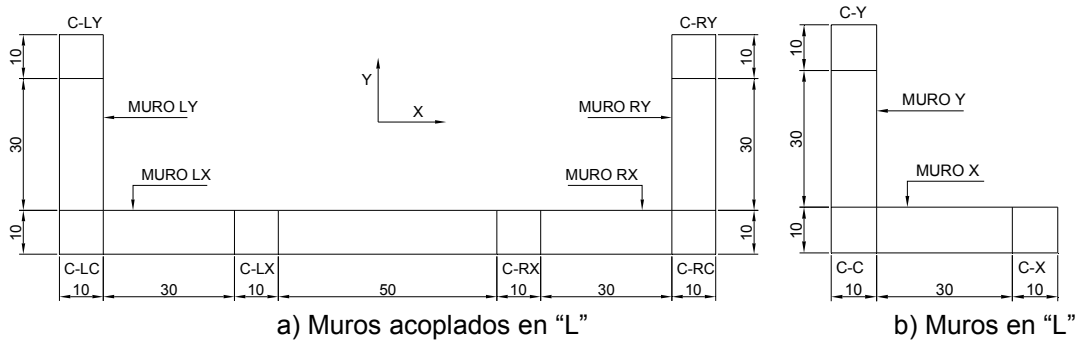 C-LY C-RY C-Y
10 10 10
Y
MURO LY MURO RY MURO Y
X
30 30 30
MURO LX MURO RX MURO X
10 10 10
C-LC C-LX C-RX C-RC C-C C-X
10 30 10 50 10 30 10 10 30 10
a) Muros acoplados en “L” b) Muros en “L”